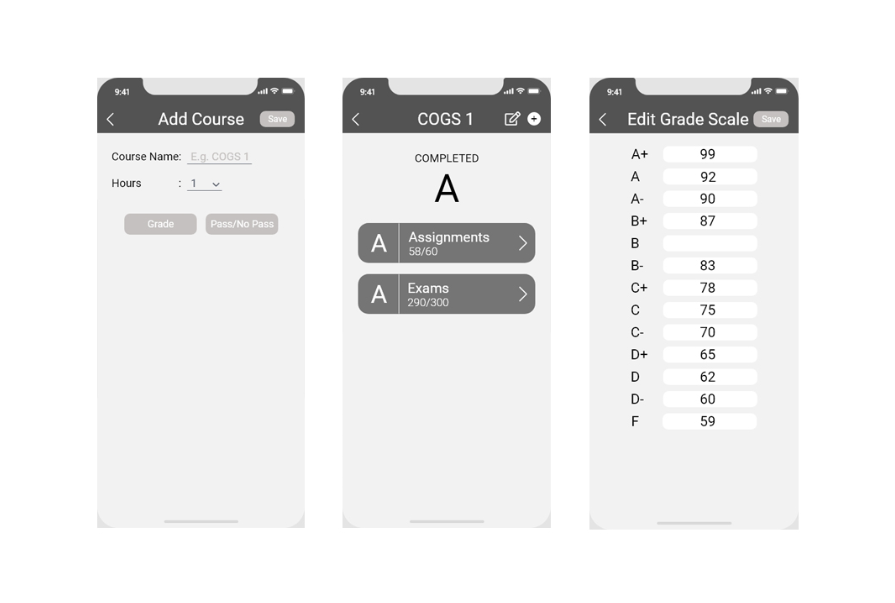 9:41
Add Course
Save
Course Name: E.g. COGS 1
Hours : 1
Grade
Pass/No Pass
9:41
COGS 1
COMPLETED
A
A
Assignments
58/60
A
Exams
290/300
9:41
Edit Grade Scale
Save
A+ 99
A 92
A- 90
B+ 87
B
B- 83
C+ 78
C 75
C- 70
D+ 65
D 62
D- 60
F 59